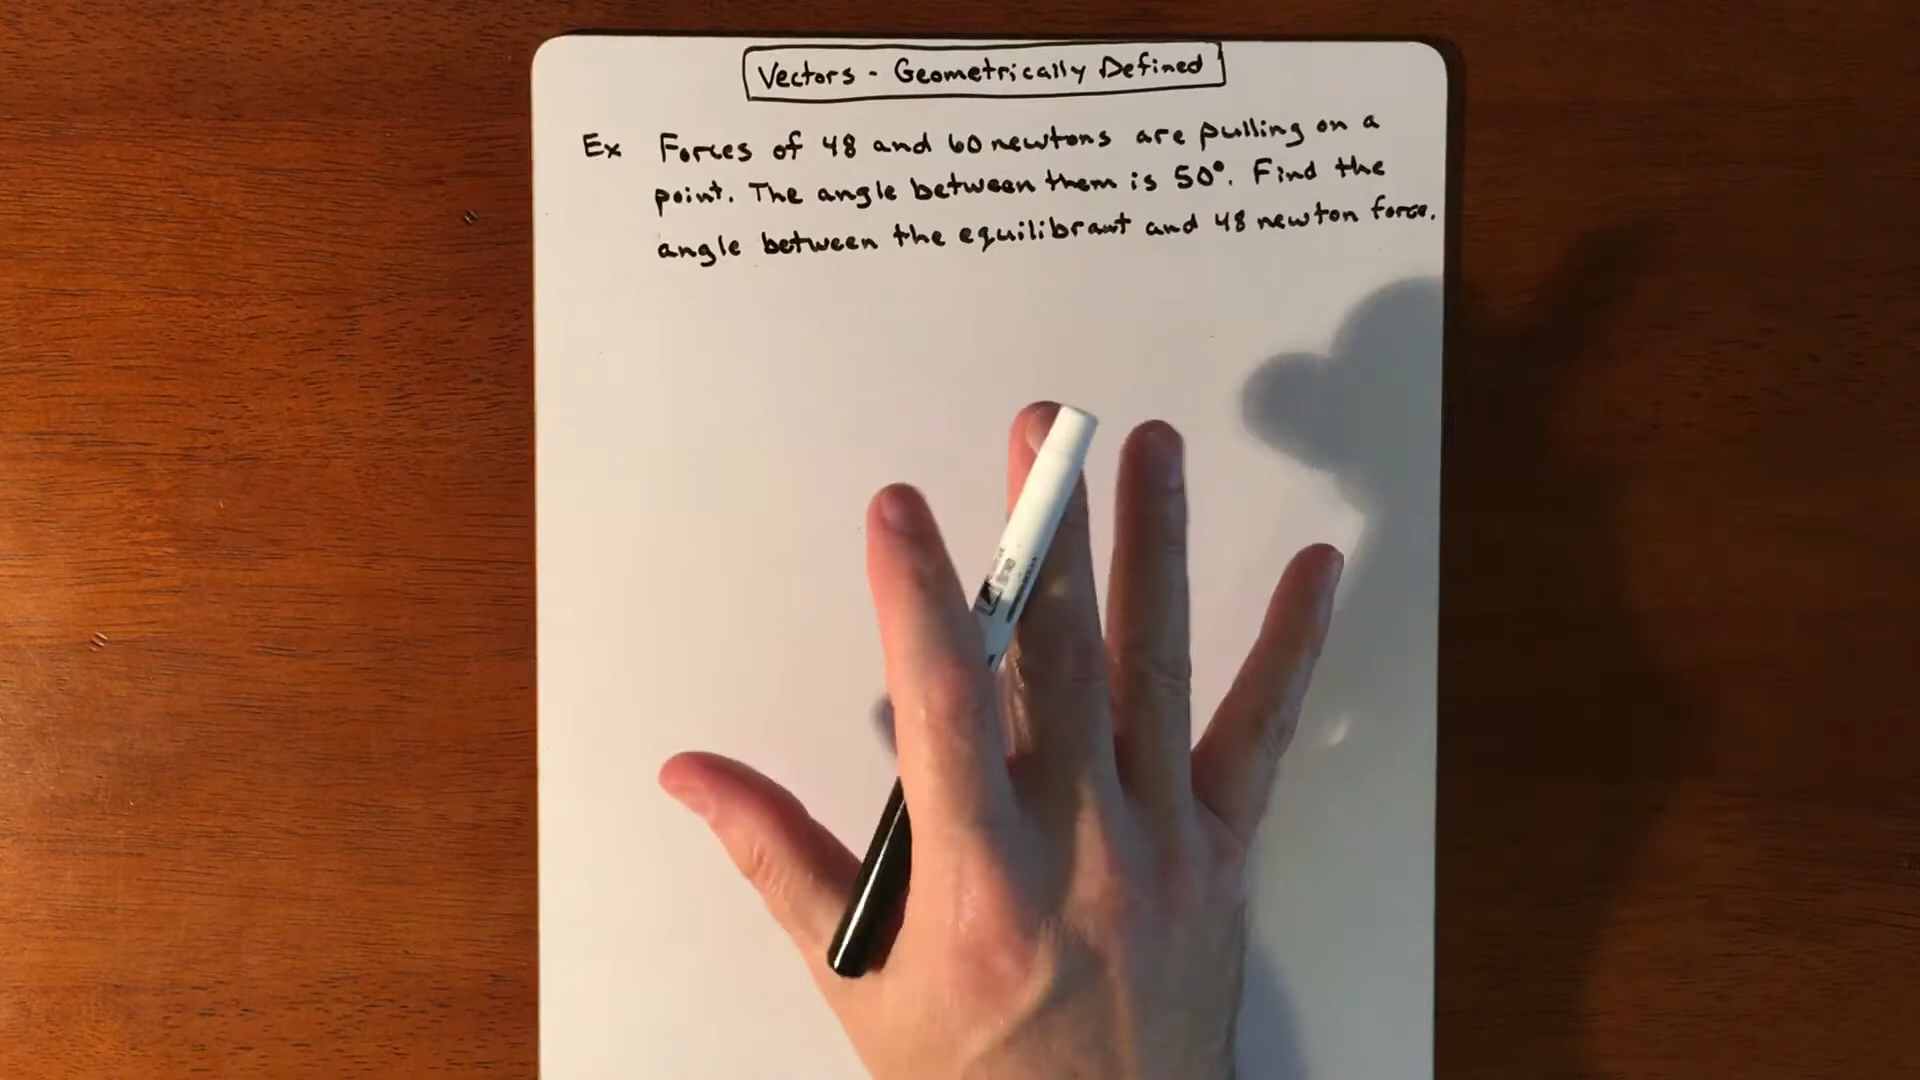 Vectors - Geometrically Defined
Ex Forces of 48 and 60 newtons are pulling on a
point. The angle between them is 50°. Find the
angle between the equilibrant and 48 newton force.